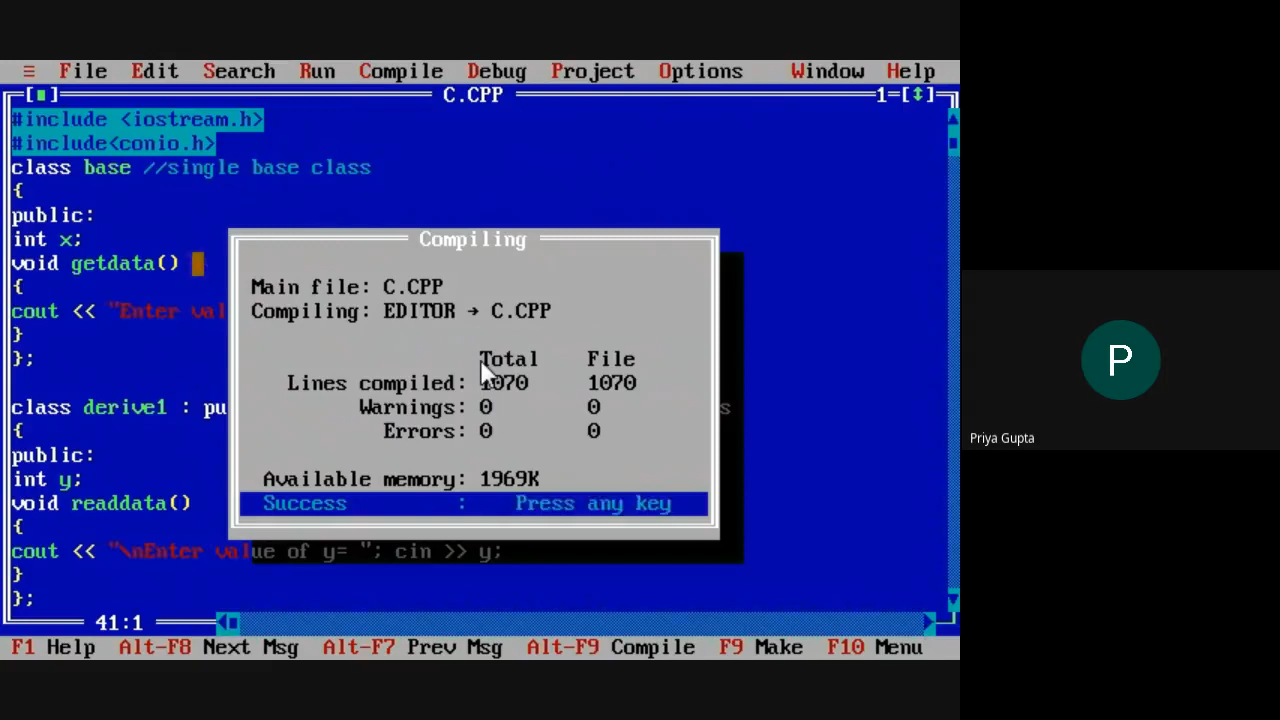 ≡ File Edit Search Run Compile Debug Project Options Window Help
C.CPP 1
#include <iostream.h>
#include<conio.h>
class base //single base class
{
public:
int x;
void getdata()
{
cout << "Enter val
}
};
class derive1 : pu s
{
public:
int y;
void readdata()
{
cout << "\nEnter value of y= "; cin >> y;
}
};
41:1
Compiling
Main file: C.CPP
Compiling: EDITOR → C.CPP
Total File
Lines compiled: 1070 1070
Warnings: 0 0
Errors: 0 0
Available memory: 1969K
Success : Press any key
F1 Help Alt-F8 Next Msg Alt-F7 Prev Msg Alt-F9 Compile F9 Make F10 Menu
P
Priya Gupta